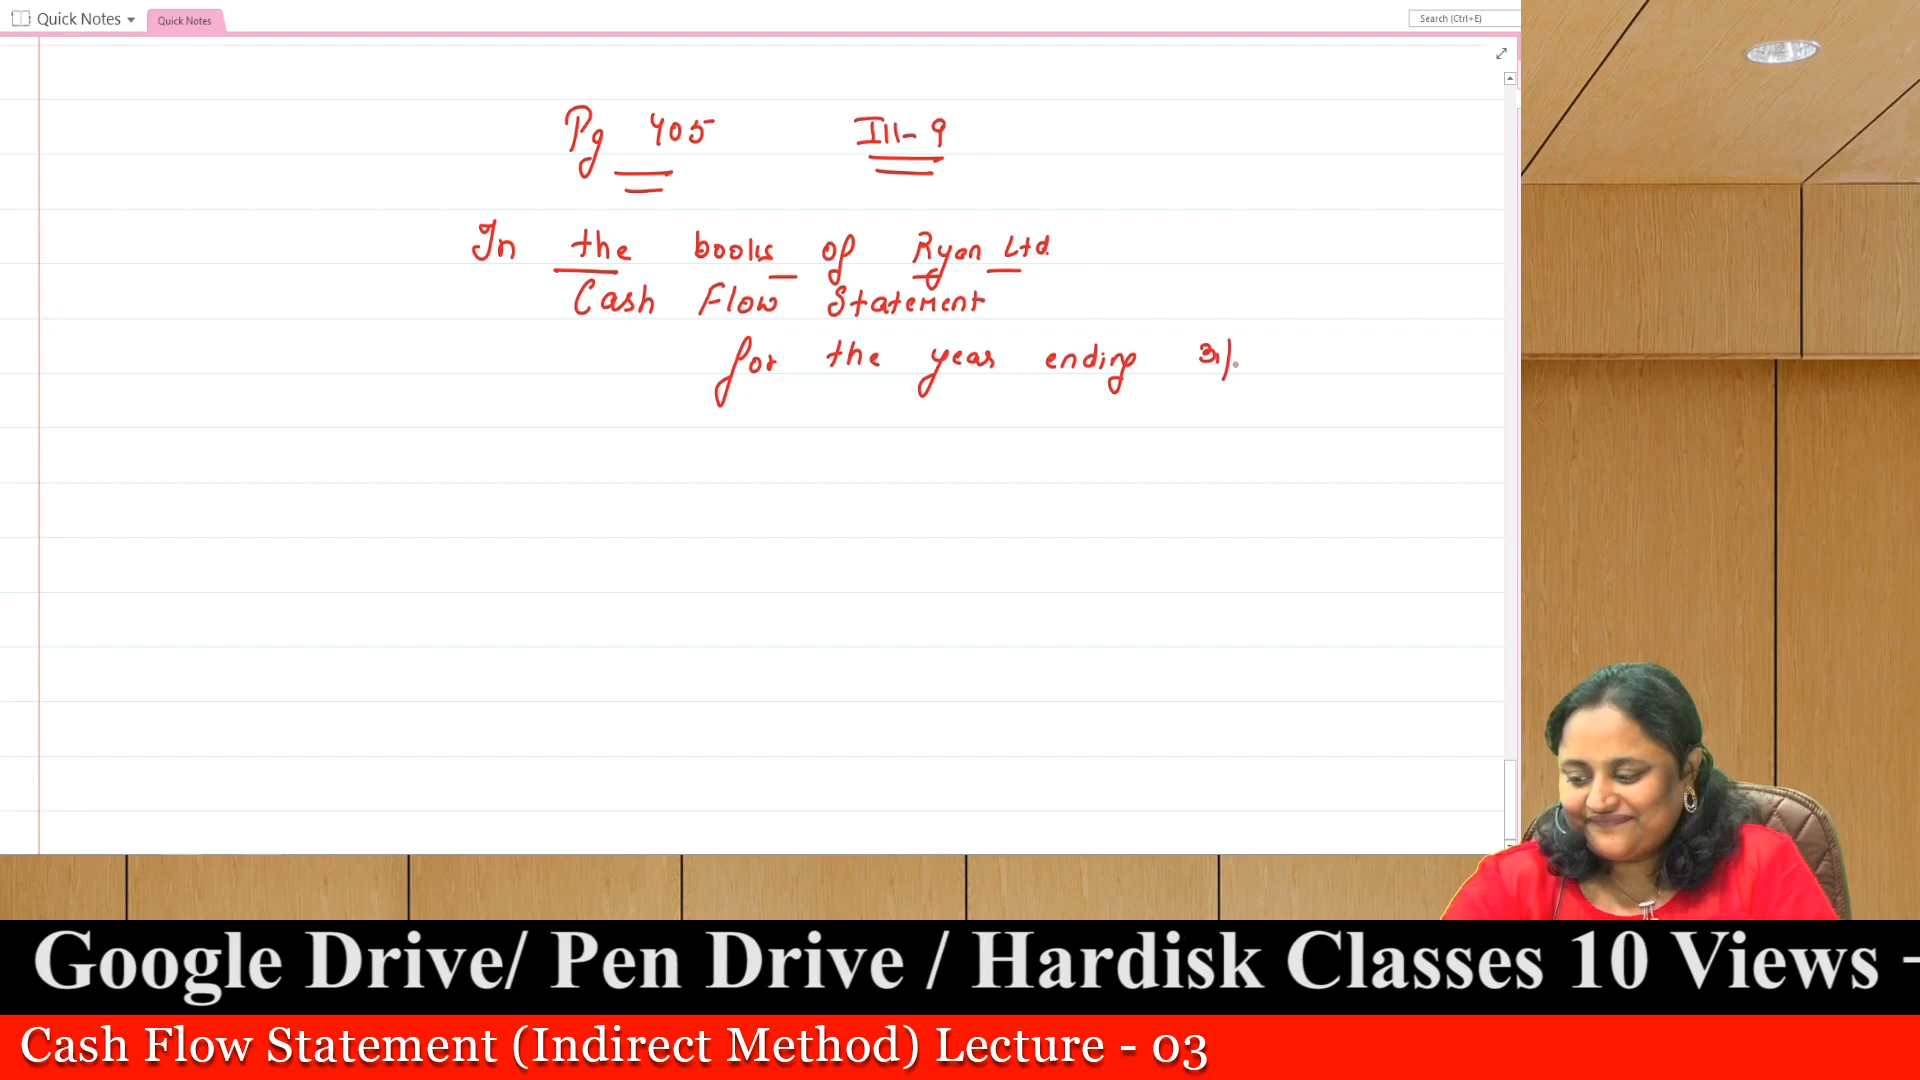 Quick Notes
Quick Notes
Search (Ctrl+E)
Pg 405 Ill-9
In the books of Ryan Ltd.
Cash Flow Statement
for the year ending 31/.
Google Drive/ Pen Drive / Hardisk Classes 10 Views -
Cash Flow Statement (Indirect Method) Lecture - 03